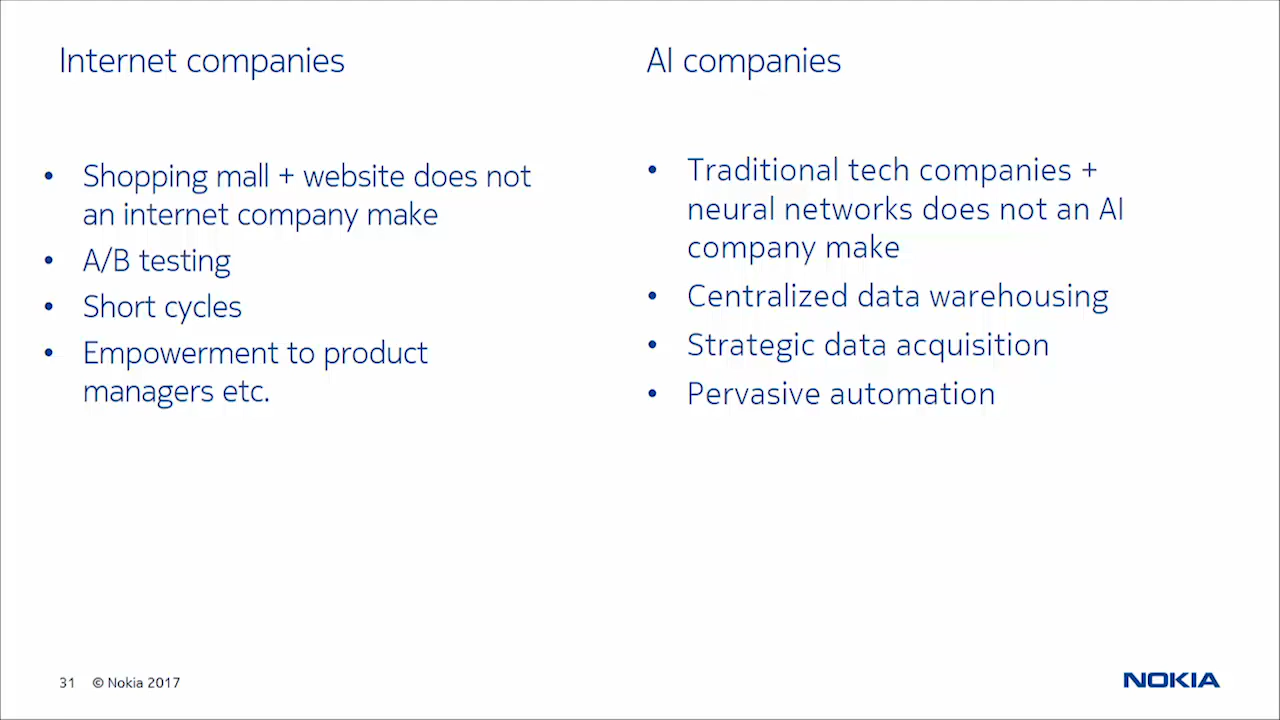 Internet companies
• Shopping mall + website does not
an internet company make
• A/B testing
• Short cycles
• Empowerment to product
managers etc.
AI companies
• Traditional tech companies +
neural networks does not an AI
company make
• Centralized data warehousing
• Strategic data acquisition
• Pervasive automation
31 © Nokia 2017
NOKIA